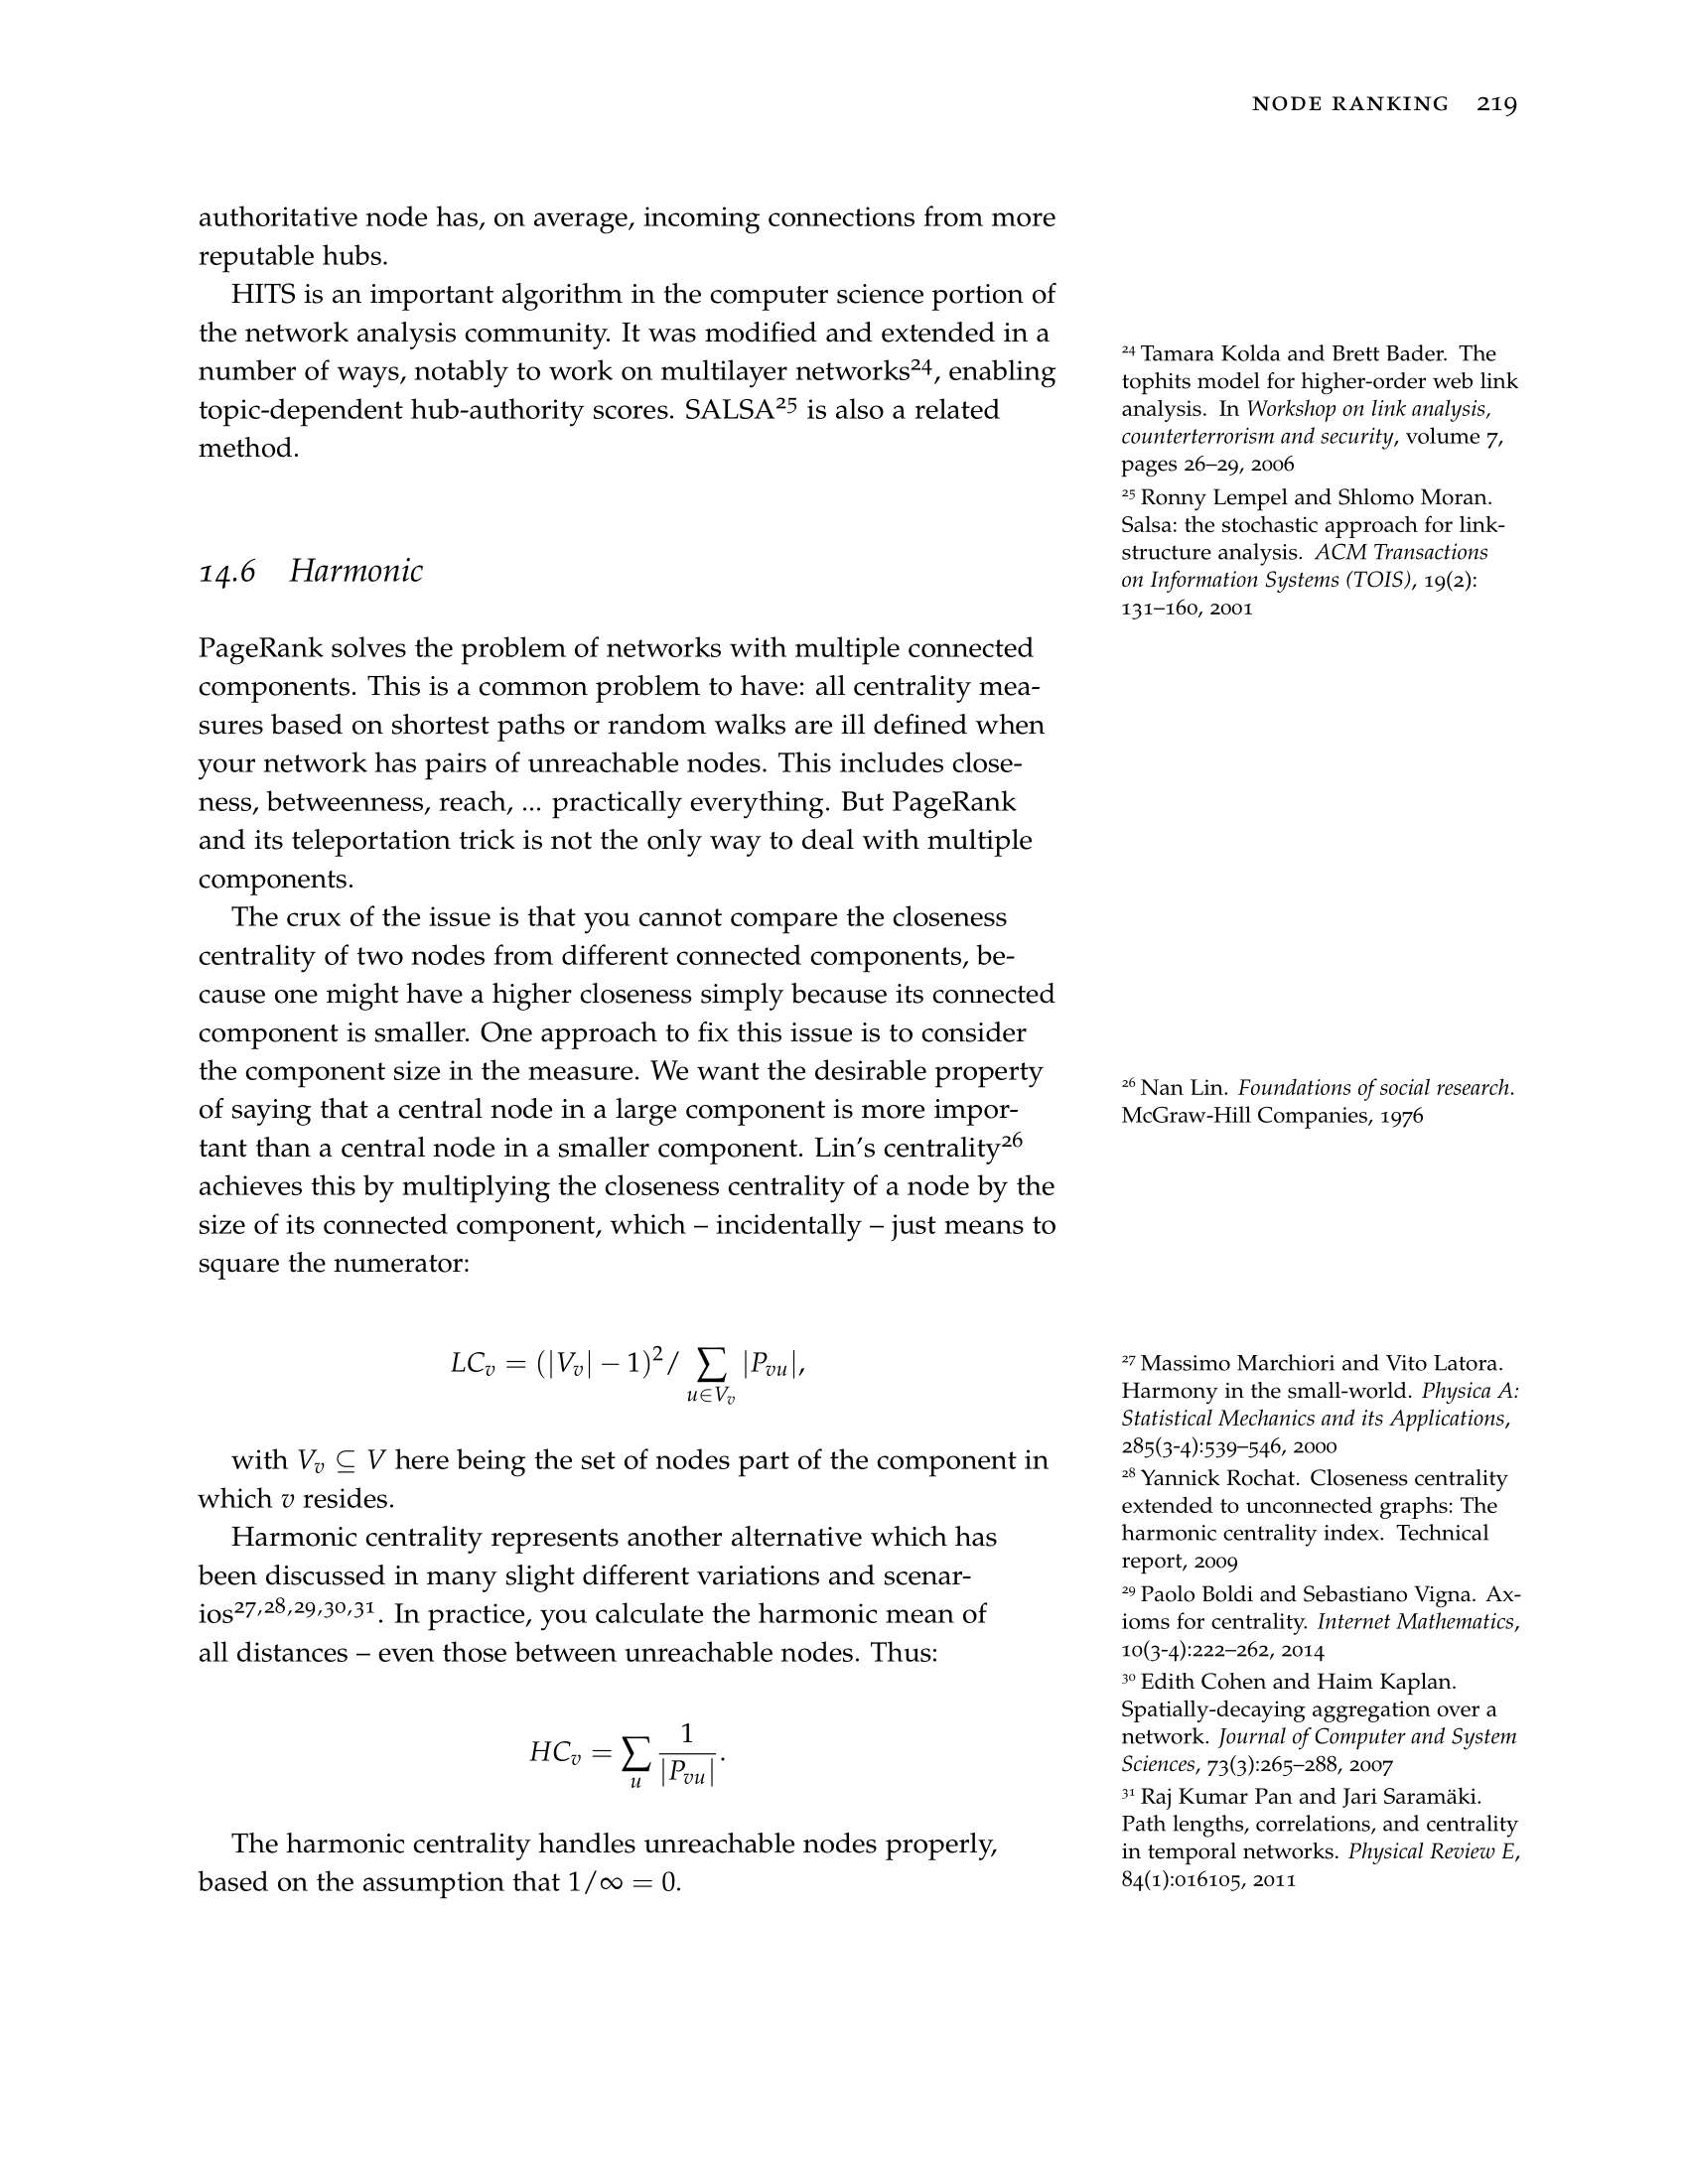 NODE RANKING 219
authoritative node has, on average, incoming connections from more
reputable hubs.
HITS is an important algorithm in the computer science portion of
the network analysis community. It was modified and extended in a
number of ways, notably to work on multilayer networks²⁴, enabling
topic-dependent hub-authority scores. SALSA²⁵ is also a related
method.
²⁴ Tamara Kolda and Brett Bader. The
tophits model for higher-order web link
analysis. In Workshop on link analysis,
counterterrorism and security, volume 7,
pages 26–29, 2006
²⁵ Ronny Lempel and Shlomo Moran.
Salsa: the stochastic approach for link-
structure analysis. ACM Transactions
on Information Systems (TOIS), 19(2):
131–160, 2001
14.6 Harmonic
PageRank solves the problem of networks with multiple connected
components. This is a common problem to have: all centrality mea-
sures based on shortest paths or random walks are ill defined when
your network has pairs of unreachable nodes. This includes close-
ness, betweenness, reach, ... practically everything. But PageRank
and its teleportation trick is not the only way to deal with multiple
components.
The crux of the issue is that you cannot compare the closeness
centrality of two nodes from different connected components, be-
cause one might have a higher closeness simply because its connected
component is smaller. One approach to fix this issue is to consider
the component size in the measure. We want the desirable property
of saying that a central node in a large component is more impor-
tant than a central node in a smaller component. Lin's centrality²⁶
achieves this by multiplying the closeness centrality of a node by the
size of its connected component, which – incidentally – just means to
square the numerator:
²⁶ Nan Lin. Foundations of social research.
McGraw-Hill Companies, 1976
LC_v = (|V_v| − 1)² / ∑_{u∈V_v} |P_vu|,
with V_v ⊆ V here being the set of nodes part of the component in
which v resides.
Harmonic centrality represents another alternative which has
been discussed in many slight different variations and scenar-
ios²⁷,²⁸,²⁹,³⁰,³¹. In practice, you calculate the harmonic mean of
all distances – even those between unreachable nodes. Thus:
HC_v = ∑_u 1/|P_vu|.
The harmonic centrality handles unreachable nodes properly,
based on the assumption that 1/∞ = 0.
²⁷ Massimo Marchiori and Vito Latora.
Harmony in the small-world. Physica A:
Statistical Mechanics and its Applications,
285(3-4):539–546, 2000
²⁸ Yannick Rochat. Closeness centrality
extended to unconnected graphs: The
harmonic centrality index. Technical
report, 2009
²⁹ Paolo Boldi and Sebastiano Vigna. Ax-
ioms for centrality. Internet Mathematics,
10(3-4):222–262, 2014
³⁰ Edith Cohen and Haim Kaplan.
Spatially-decaying aggregation over a
network. Journal of Computer and System
Sciences, 73(3):265–288, 2007
³¹ Raj Kumar Pan and Jari Saramäki.
Path lengths, correlations, and centrality
in temporal networks. Physical Review E,
84(1):016105, 2011